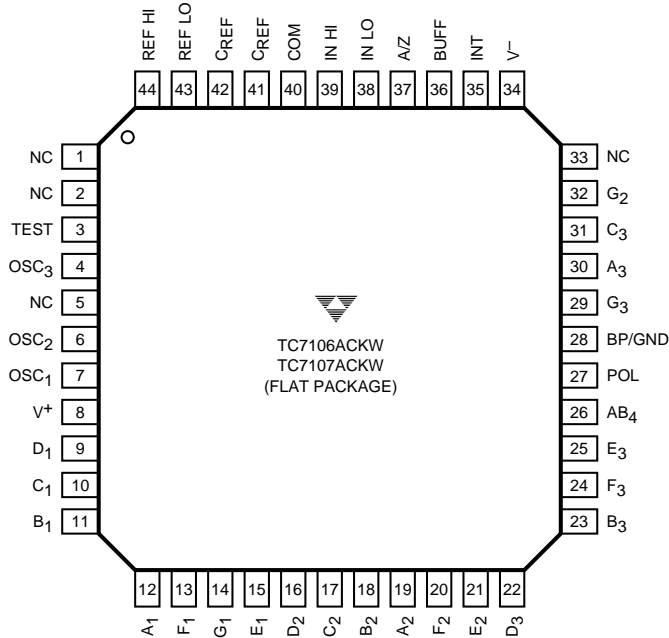 REF HI
REF LO
CREF
CREF
COM
IN HI
IN LO
A/Z
BUFF
INT
V–
44 43 42 41 40 39 38 37 36 35 34
NC 1
NC 2
TEST 3
OSC3 4
NC 5
OSC2 6
OSC1 7
V+ 8
D1 9
C1 10
B1 11
TC7106ACKW
TC7107ACKW
(FLAT PACKAGE)
33 NC
32 G2
31 C3
30 A3
29 G3
28 BP/GND
27 POL
26 AB4
25 E3
24 F3
23 B3
12 13 14 15 16 17 18 19 20 21 22
A1
F1
G1
E1
D2
C2
B2
A2
F2
E2
D3